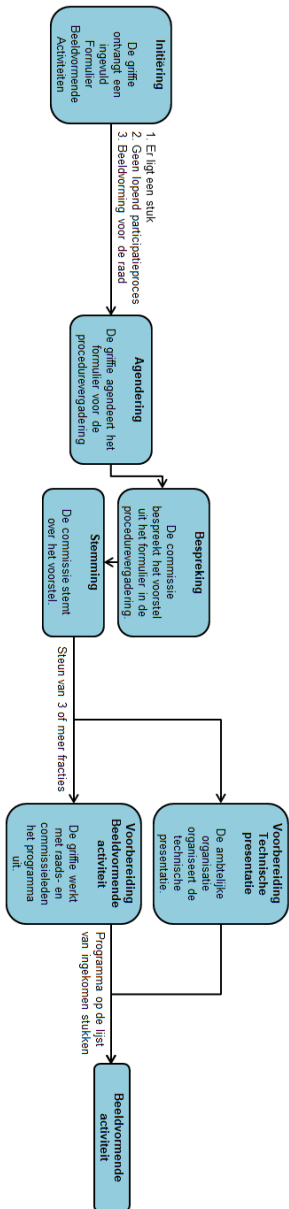 Initiëring
De griffie
ontvangt een
ingevuld
Formulier
Beeldvormende
Activiteiten
1. Er ligt een stuk
2. Geen lopend participatieproces
3. Beeldvorming voor de raad
Agendering
De griffie agendeert het
formulier voor de
procedurevergadering
Bespreking
De commissie
bespreekt het voorstel
uit het formulier in de
procedurevergadering.
Stemming
De commissie stemt
over het voorstel.
Steun van 3 of meer fracties
Voorbereiding
Technische
presentatie
De ambtelijke
organisatie
organiseert de
technische
presentatie.
Voorbereiding
Beeldvormende
activiteit
De griffie werkt
met raads- en
commissieleden
het programma
uit.
Programma op de lijst
van ingekomen stukken
Beeldvormende
activiteit